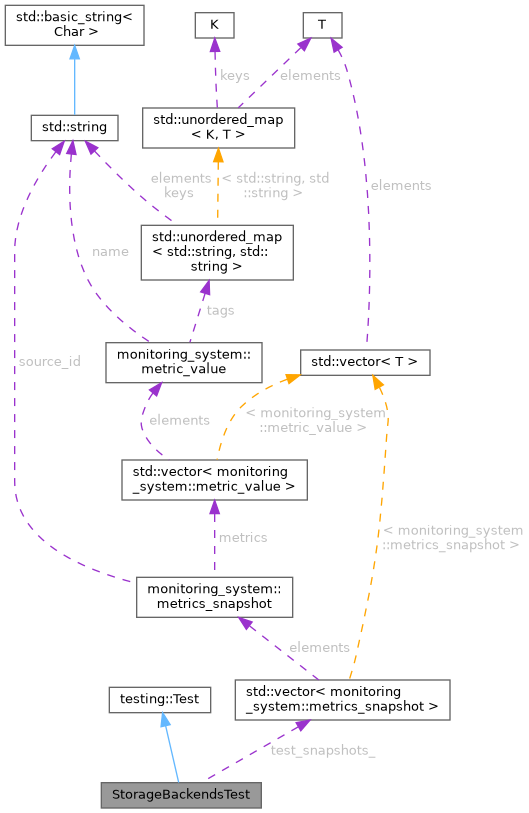 std::basic_string<
Char >
K
T
keys
elements
std::string
std::unordered_map
< K, T >
elements
keys
< std::string, std
::string >
elements
name
std::unordered_map
< std::string, std::
string >
tags
source_id
monitoring_system::
metric_value
std::vector< T >
elements
< monitoring_system
::metric_value >
std::vector< monitoring
_system::metric_value >
metrics
< monitoring_system
::metrics_snapshot >
monitoring_system::
metrics_snapshot
elements
testing::Test
std::vector< monitoring
_system::metrics_snapshot >
test_snapshots_
StorageBackendsTest